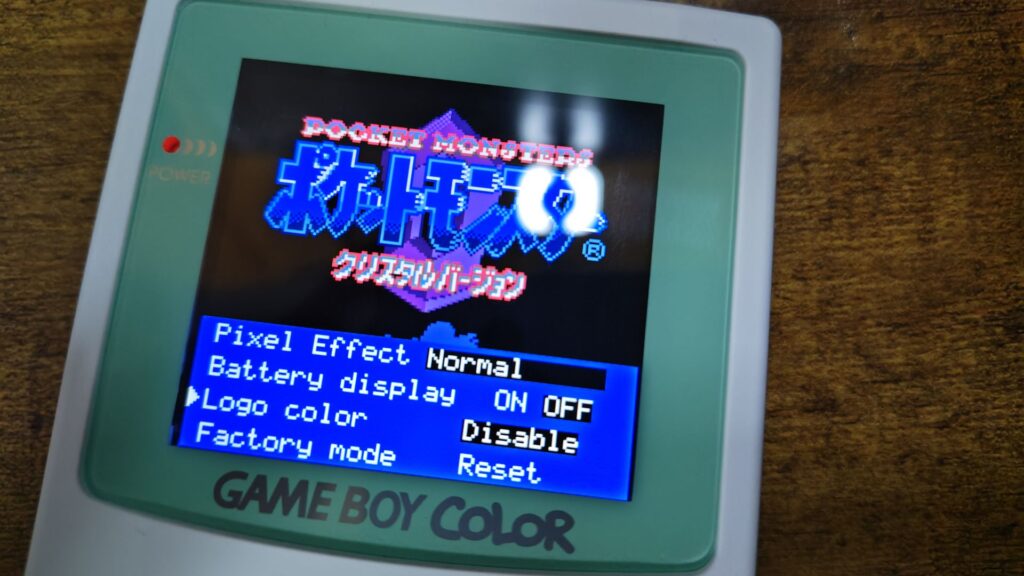 POWER
POCKET MONSTERS
ポケットモンスター
®
クリスタルバージョン
Pixel Effect Normal
Battery display ON OFF
Logo color Disable
Factory mode Reset
GAME BOY COLOR